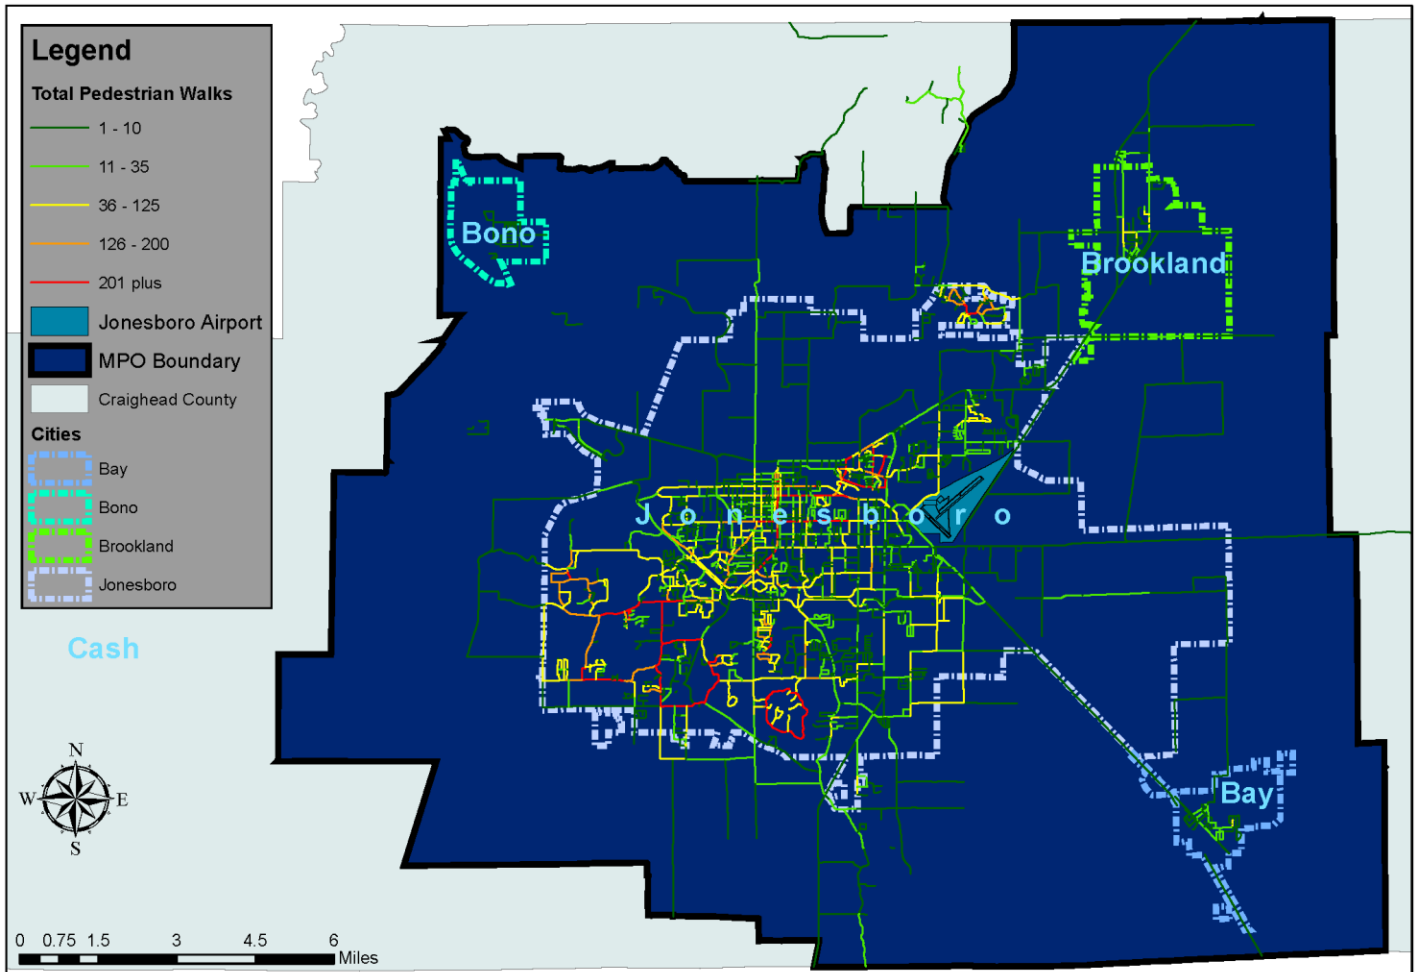 Legend
Total Pedestrian Walks
1 - 10
11 - 35
36 - 125
126 - 200
201 plus
Jonesboro Airport
MPO Boundary
Craighead County
Cities
Bay
Bono
Brookland
Jonesboro
Bono
Brookland
Jonesboro
Cash
Bay
N
W E
S
0 0.75 1.5 3 4.5 6
Miles